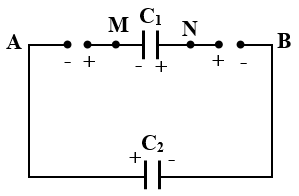 C₁
M N
A B
- + - + + -
C₂
+ -